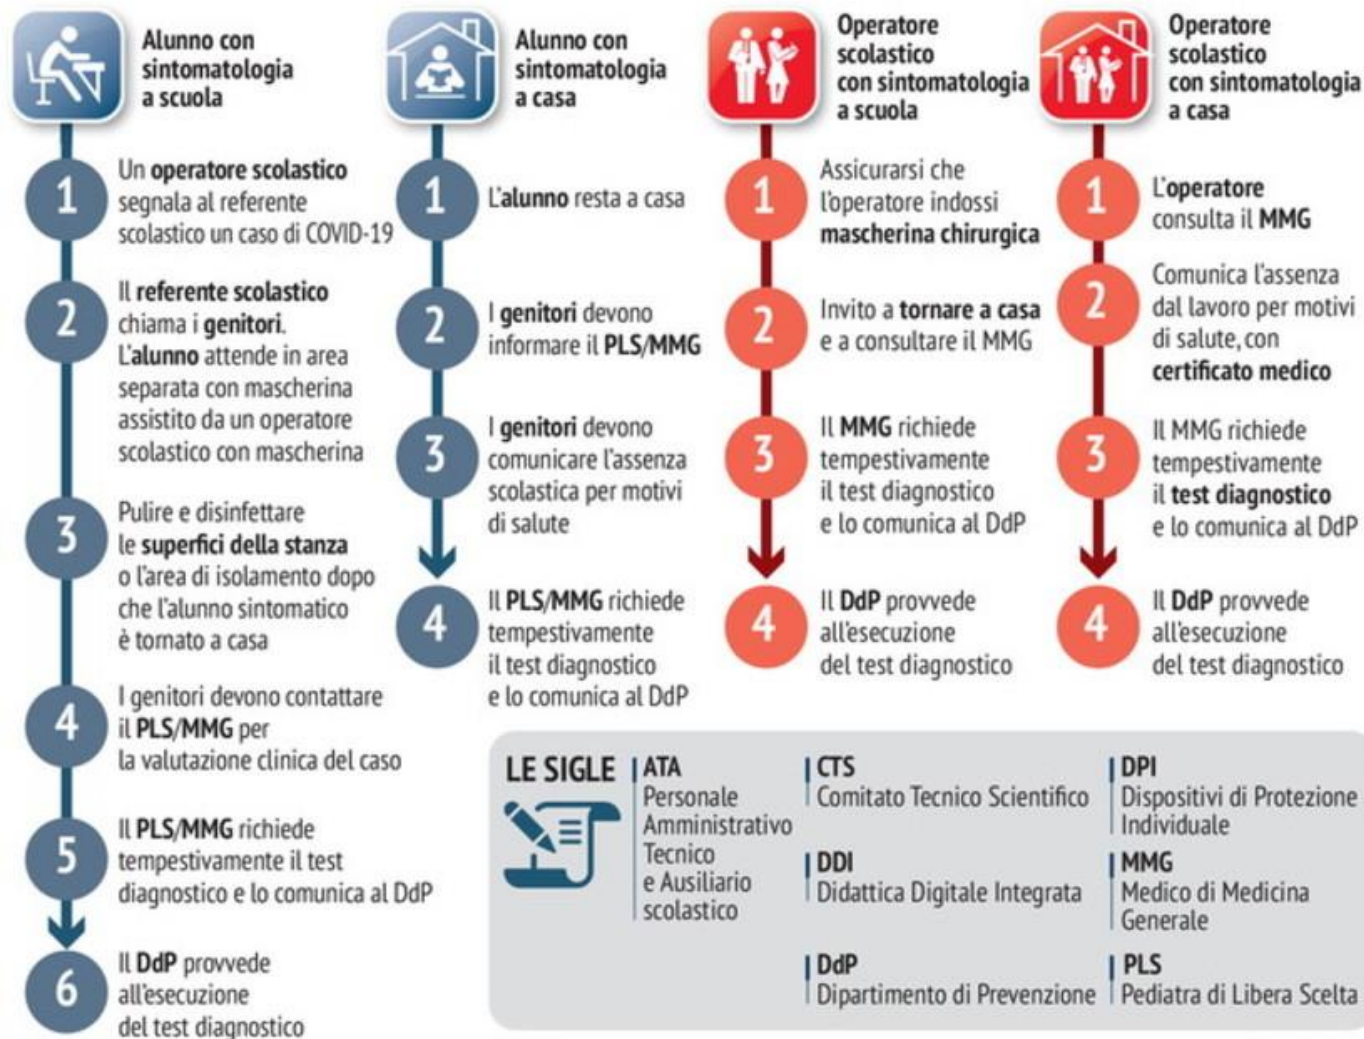 Alunno con
sintomatologia
a scuola
1
Un operatore scolastico
segnala al referente
scolastico un caso di COVID-19
2
Il referente scolastico
chiama i genitori.
L'alunno attende in area
separata con mascherina
assistito da un operatore
scolastico con mascherina
3
Pulire e disinfettare
le superfici della stanza
o l'area di isolamento dopo
che l'alunno sintomatico
è tornato a casa
4
I genitori devono contattare
il PLS/MMG per
la valutazione clinica del caso
5
Il PLS/MMG richiede
tempestivamente il test
diagnostico e lo comunica al DdP
6
Il DdP provvede
all'esecuzione
del test diagnostico
Alunno con
sintomatologia
a casa
1
L'alunno resta a casa
2
I genitori devono
informare il PLS/MMG
3
I genitori devono
comunicare l'assenza
scolastica per motivi
di salute
4
Il PLS/MMG richiede
tempestivamente
il test diagnostico
e lo comunica al DdP
Operatore
scolastico
con sintomatologia
a scuola
1
Assicurarsi che
l'operatore indossi
mascherina chirurgica
2
Invito a tornare a casa
e a consultare il MMG
3
Il MMG richiede
tempestivamente
il test diagnostico
e lo comunica al DdP
4
Il DdP provvede
all'esecuzione
del test diagnostico
Operatore
scolastico
con sintomatologia
a casa
1
L'operatore
consulta il MMG
2
Comunica l'assenza
dal lavoro per motivi
di salute, con
certificato medico
3
Il MMG richiede
tempestivamente
il test diagnostico
e lo comunica al DdP
4
Il DdP provvede
all'esecuzione
del test diagnostico
LE SIGLE
ATA
Personale
Amministrativo
Tecnico
e Ausiliario
scolastico
CTS
Comitato Tecnico Scientifico
DDI
Didattica Digitale Integrata
DdP
Dipartimento di Prevenzione
DPI
Dispositivi di Protezione
Individuale
MMG
Medico di Medicina
Generale
PLS
Pediatra di Libera Scelta